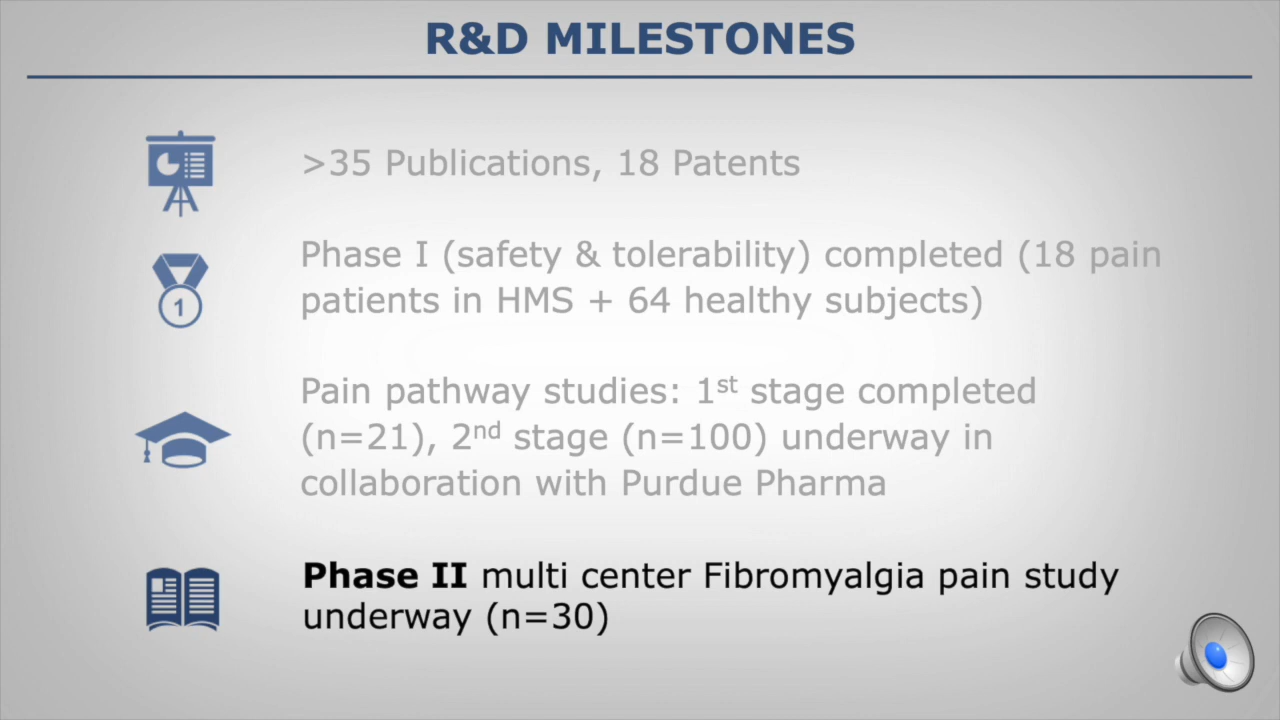 R&D MILESTONES
>35 Publications, 18 Patents
Phase I (safety & tolerability) completed (18 pain
patients in HMS + 64 healthy subjects)
1
Pain pathway studies: 1st stage completed
(n=21), 2nd stage (n=100) underway in
collaboration with Purdue Pharma
Phase II multi center Fibromyalgia pain study
underway (n=30)